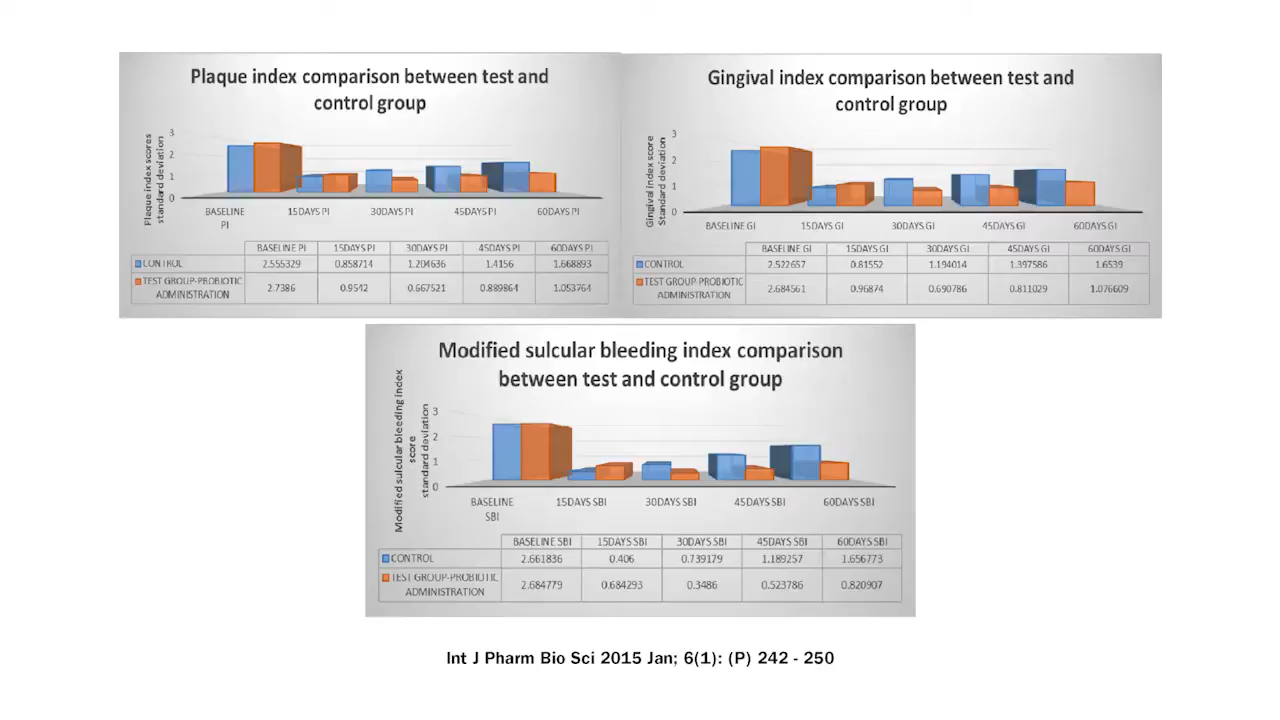 Plaque index comparison between test and
control group
Plaque index scores
standard deviation
3
2
1
0
BASELINE
PI
15DAYS PI
30DAYS PI
45DAYS PI
60DAYS PI
BASELINE PI 15DAYS PI 30DAYS PI 45DAYS PI 60DAYS PI
CONTROL 2.555329 0.858714 1.204636 1.4156 1.668893
TEST GROUP-PROBIOTIC
ADMINISTRATION 2.7386 0.9542 0.667521 0.889864 1.053764
Gingival index comparison between test and
control group
Gingival index score
Standard deviation
3
2
1
0
BASELINE GI 15DAYS GI 30DAYS GI 45DAYS GI 60DAYS GI
BASELINE GI 15DAYS GI 30DAYS GI 45DAYS GI 60DAYS GI
CONTROL 2.522657 0.81552 1.194014 1.397586 1.6539
TEST GROUP-PROBIOTIC
ADMINISTRATION 2.684561 0.96874 0.690786 0.811029 1.076609
Modified sulcular bleeding index comparison
between test and control group
Modified sulcular bleeding index
score
standard deviation
3
2
1
0
BASELINE
SBI
15DAYS SBI
30DAYS SBI
45DAYS SBI
60DAYS SBI
BASELINE SBI 15DAYS SBI 30DAYS SBI 45DAYS SBI 60DAYS SBI
CONTROL 2.661836 0.406 0.739179 1.189257 1.656773
TEST GROUP-PROBIOTIC
ADMINISTRATION 2.684779 0.684293 0.3486 0.523786 0.820907
Int J Pharm Bio Sci 2015 Jan; 6(1): (P) 242 - 250